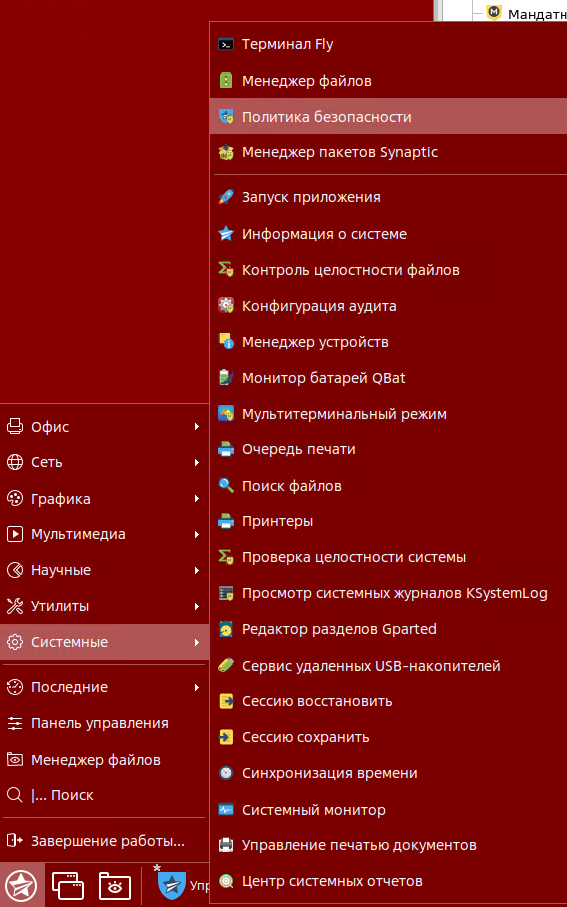 Мандатн
Терминал Fly
Менеджер файлов
Политика безопасности
Менеджер пакетов Synaptic
Запуск приложения
Информация о системе
Контроль целостности файлов
Конфигурация аудита
Менеджер устройств
Монитор батарей QBat
Мультитерминальный режим
Очередь печати
Поиск файлов
Принтеры
Проверка целостности системы
Просмотр системных журналов KSystemLog
Редактор разделов Gparted
Сервис удаленных USB-накопителей
Сессию восстановить
Сессию сохранить
Синхронизация времени
Системный монитор
Управление печатью документов
Центр системных отчетов
Офис
Сеть
Графика
Мультимедиа
Научные
Утилиты
Системные
Последние
Панель управления
Менеджер файлов
|... Поиск
Завершение работы...
* Упр